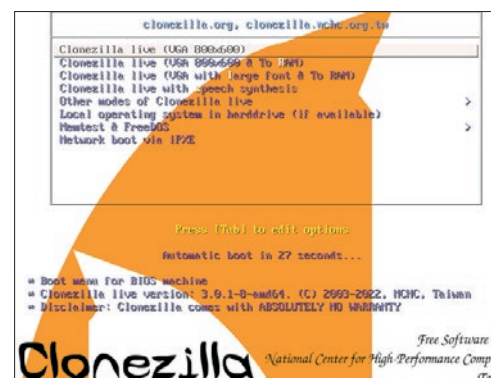 clonezilla.org, clonezilla.nchc.org.tw
Clonezilla live (VGA 800x600)
Clonezilla live (VGA 800x600 & To RAM)
Clonezilla live (VGA with large font & To RAM)
Clonezilla live with speech synthesis
Other modes of Clonezilla live >
Local operating system in harddrive (if available)
Memtest & FreeDOS >
Network boot via iPXE
Press [Tab] to edit options
Automatic boot in 27 seconds...
* Boot menu for BIOS machine
* Clonezilla live version: 3.0.1-8-amd64. (C) 2003-2022, NCHC, Taiwan
* Disclaimer: Clonezilla comes with ABSOLUTELY NO WARRANTY
Free Software
Clonezilla
National Center for High-Performance Comp